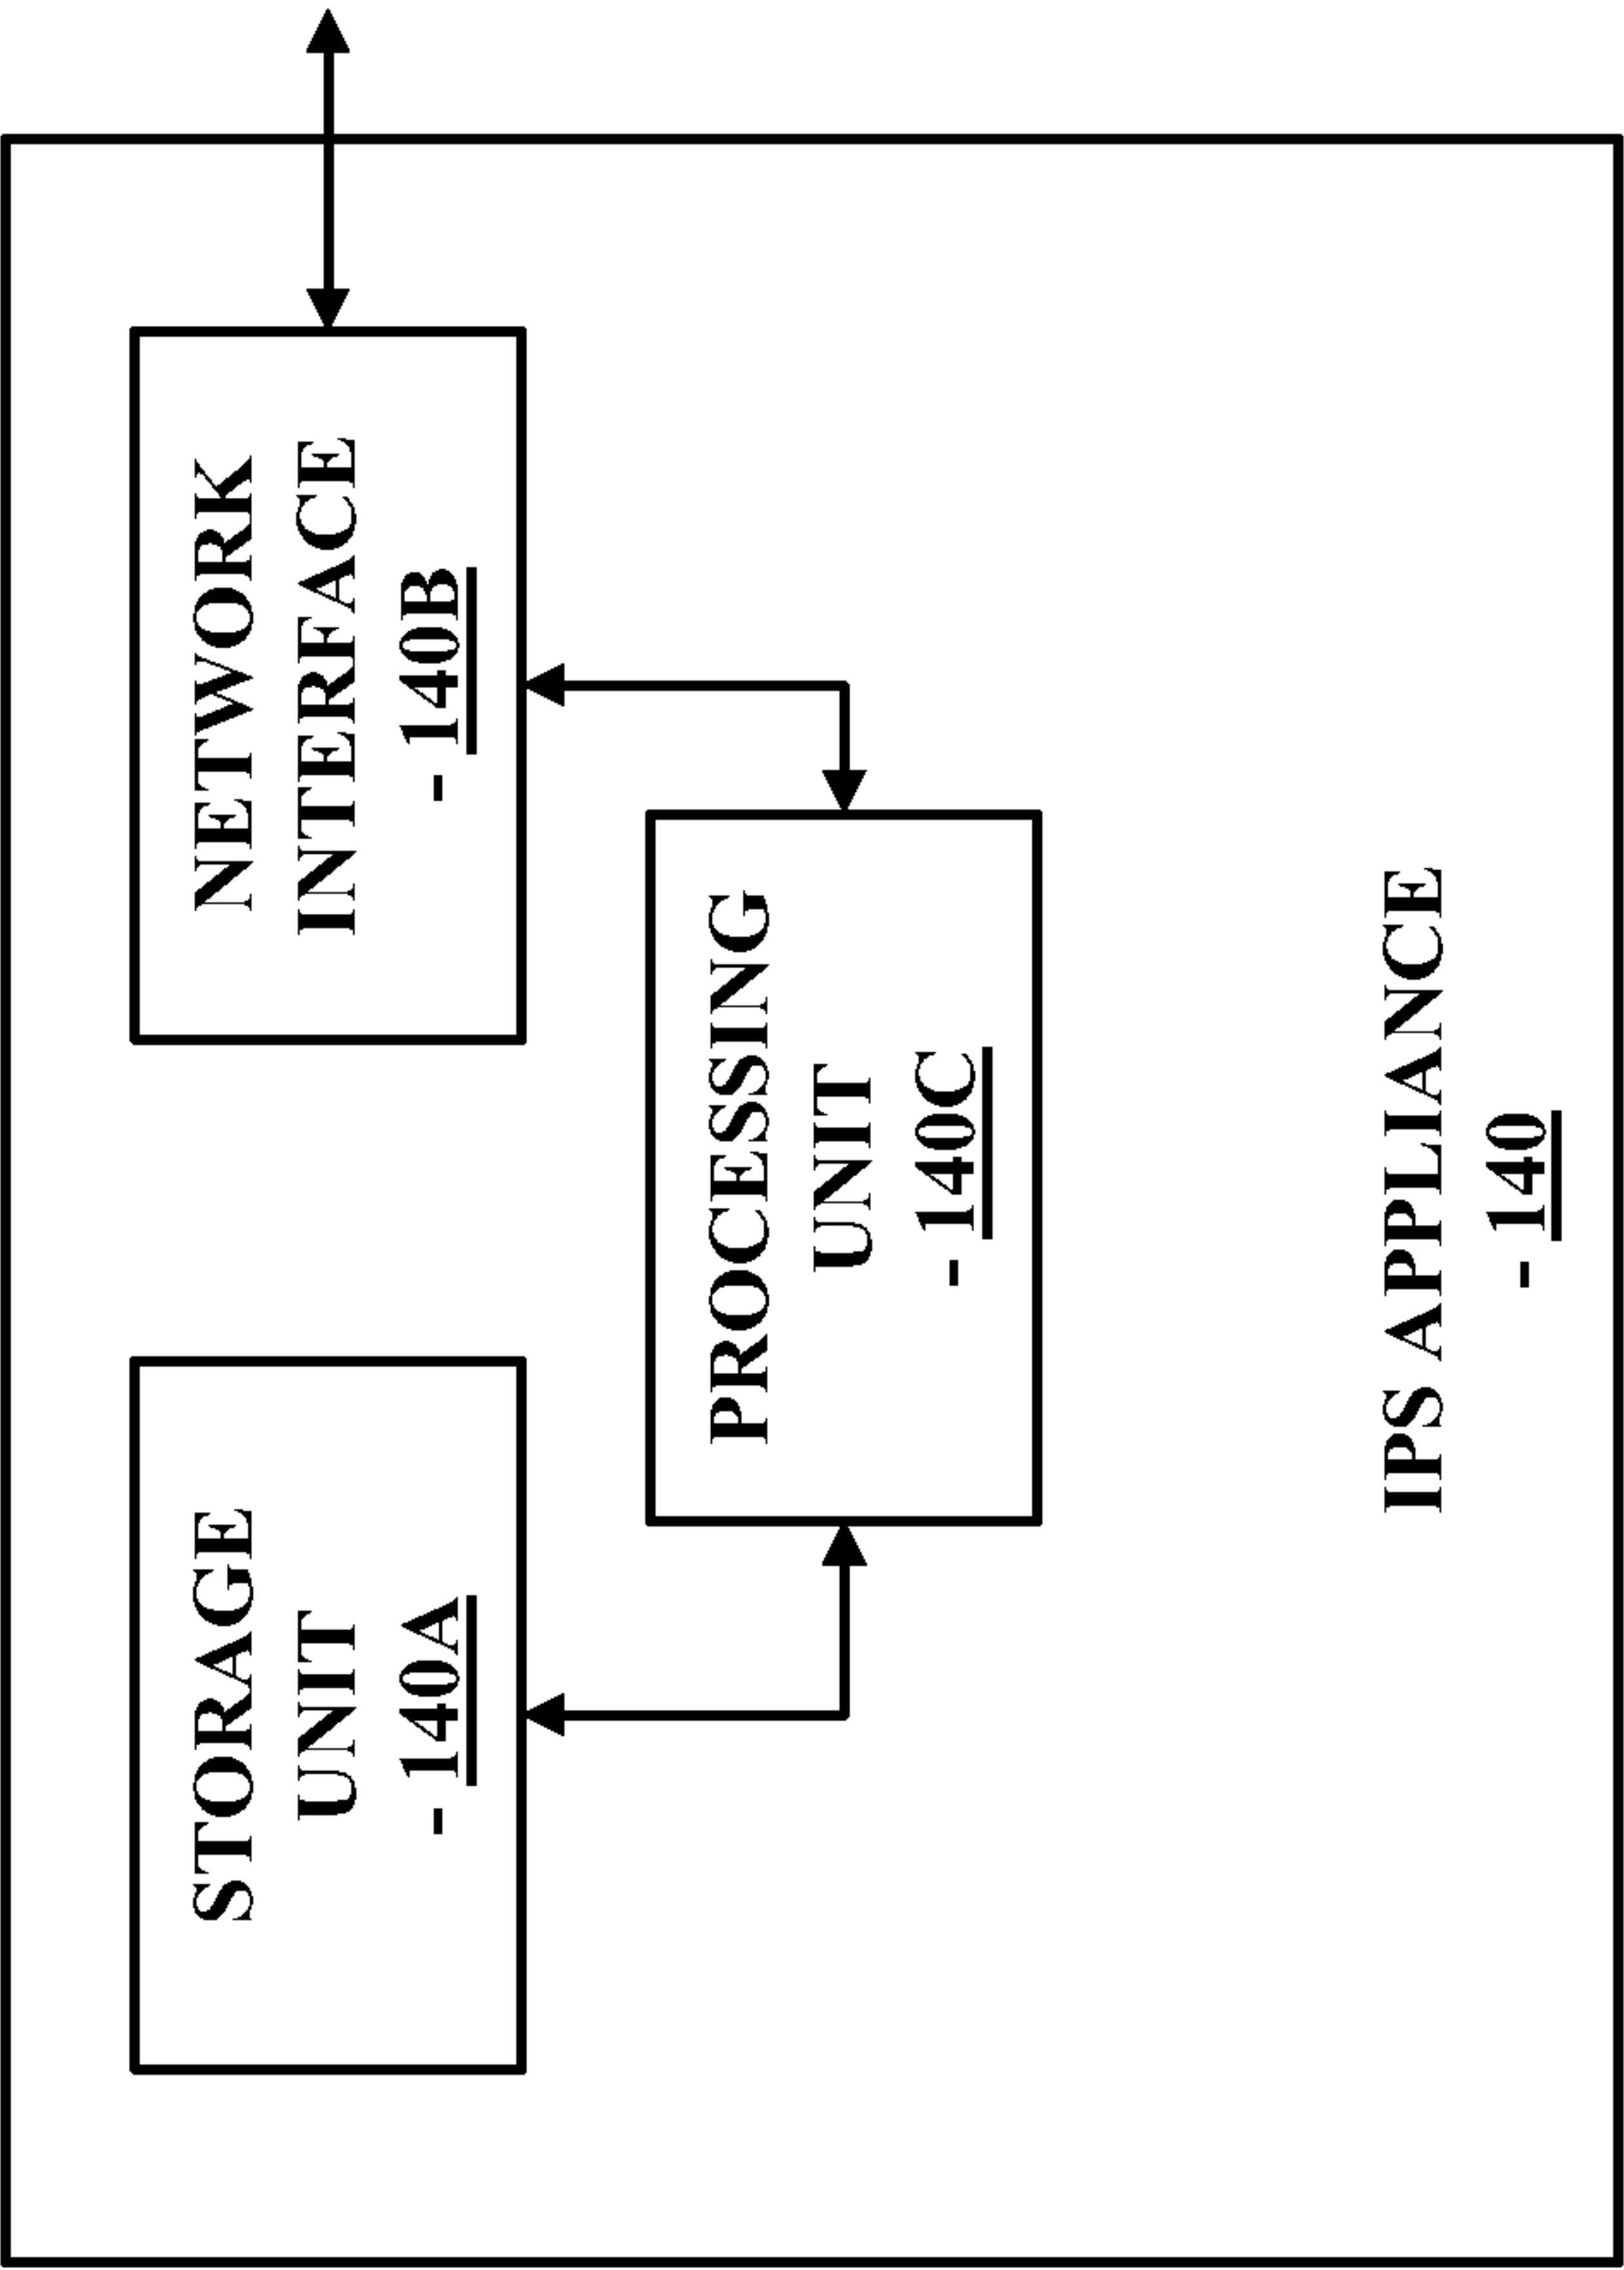 STORAGE
UNIT
- 140A
NETWORK
INTERFACE
- 140B
PROCESSING
UNIT
- 140C
IPS APPLIANCE
- 140